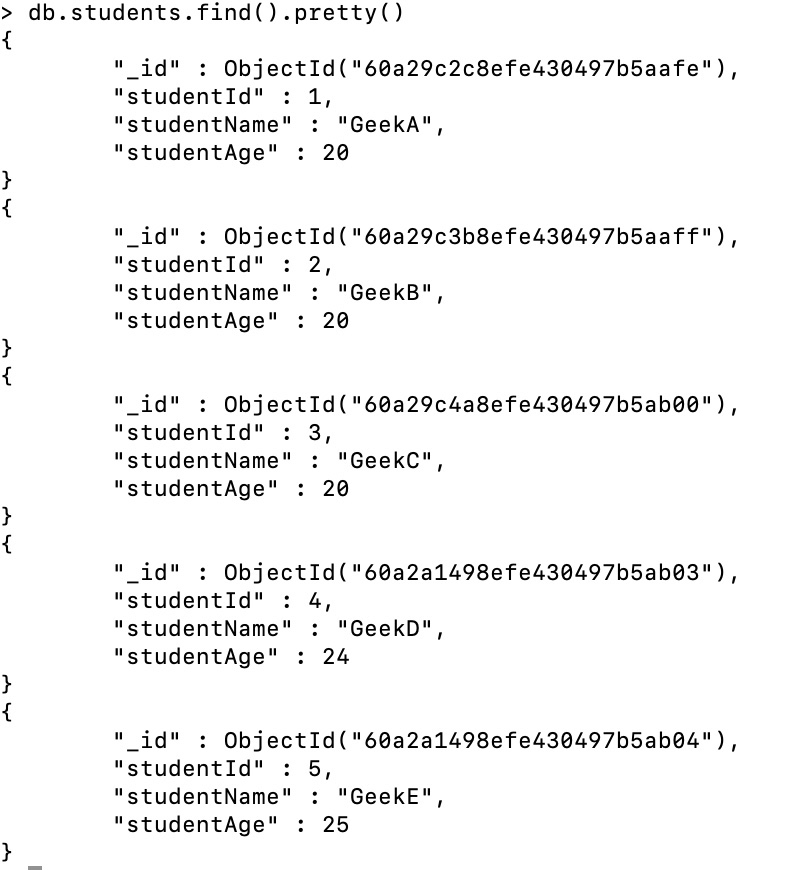 > db.students.find().pretty()
{
        "_id" : ObjectId("60a29c2c8efe430497b5aafe"),
        "studentId" : 1,
        "studentName" : "GeekA",
        "studentAge" : 20
}
{
        "_id" : ObjectId("60a29c3b8efe430497b5aaff"),
        "studentId" : 2,
        "studentName" : "GeekB",
        "studentAge" : 20
}
{
        "_id" : ObjectId("60a29c4a8efe430497b5ab00"),
        "studentId" : 3,
        "studentName" : "GeekC",
        "studentAge" : 20
}
{
        "_id" : ObjectId("60a2a1498efe430497b5ab03"),
        "studentId" : 4,
        "studentName" : "GeekD",
        "studentAge" : 24
}
{
        "_id" : ObjectId("60a2a1498efe430497b5ab04"),
        "studentId" : 5,
        "studentName" : "GeekE",
        "studentAge" : 25
}